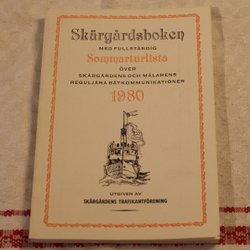 Skärgårdsboken
MED FULLSTÄNDIG
Sommarturlista
ÖVER
SKÄRGÅRDENS OCH MÄLARENS
REGULJÄRA BÅTKOMMUNIKATIONER
1980
UTGIVEN AV
SKÄRGÅRDENS TRAFIKANTFÖRENING